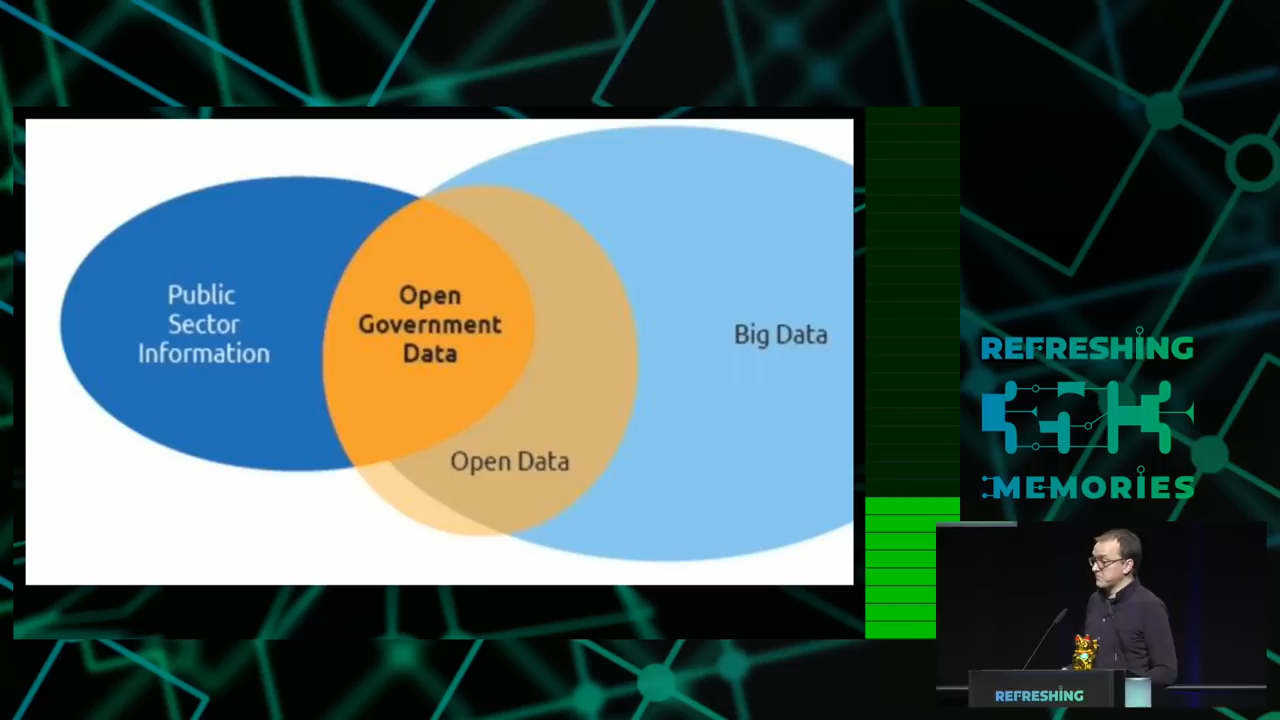 Public
Sector
Information
Open
Government
Data
Open Data
Big Data
REFRESHING
MEMORIES
REFRESHING